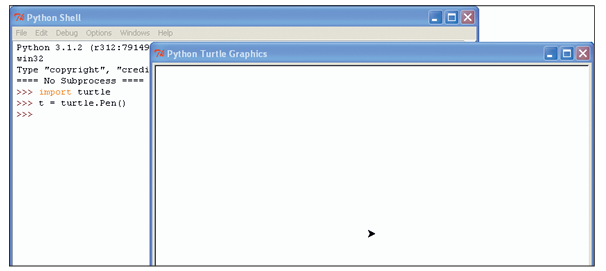 Python Shell
File Edit Debug Options Windows Help
Python Turtle Graphics
Python 3.1.2 (r312:79149
win32
Type "copyright", "credi
==== No Subprocess ====
>>> import turtle
>>> t = turtle.Pen()
>>>